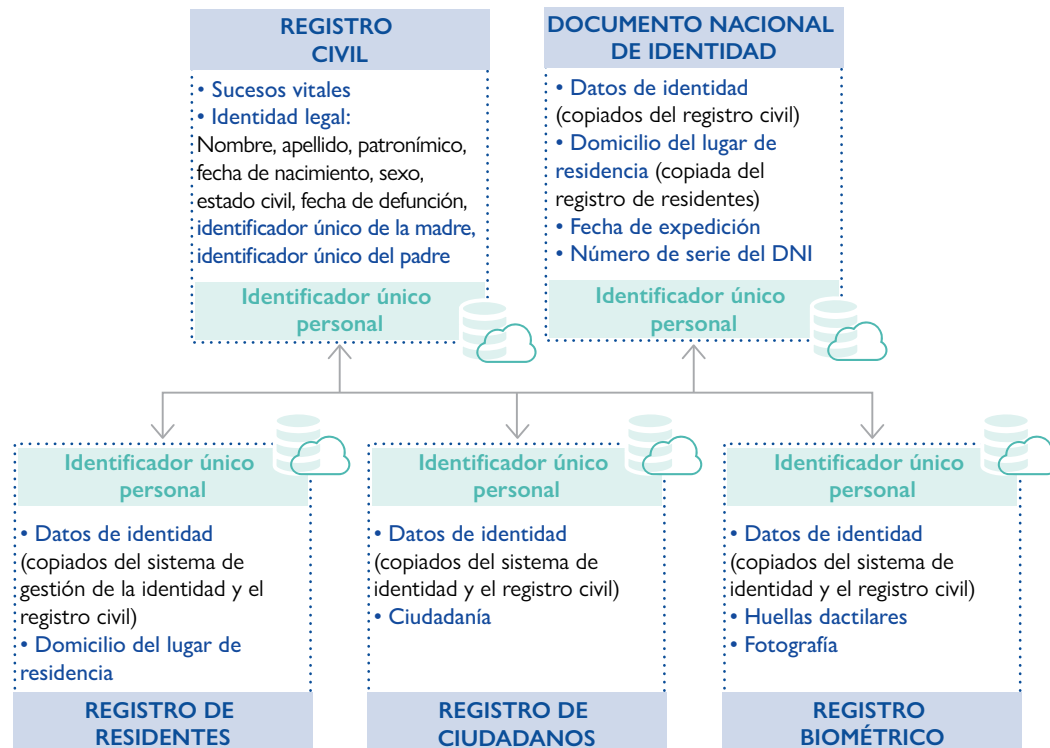 REGISTRO
CIVIL
• Sucesos vitales
• Identidad legal:
Nombre, apellido, patronímico,
fecha de nacimiento, sexo,
estado civil, fecha de defunción,
identificador único de la madre,
identificador único del padre
Identificador único
personal
DOCUMENTO NACIONAL
DE IDENTIDAD
• Datos de identidad
(copiados del registro civil)
• Domicilio del lugar de
residencia (copiada del
registro de residentes)
• Fecha de expedición
• Número de serie del DNI
Identificador único
personal
Identificador único
personal
• Datos de identidad
(copiados del sistema de
gestión de la identidad y el
registro civil)
• Domicilio del lugar de
residencia
REGISTRO DE
RESIDENTES
Identificador único
personal
• Datos de identidad
(copiados del sistema de
identidad y el registro civil)
• Ciudadanía
REGISTRO DE
CIUDADANOS
Identificador único
personal
• Datos de identidad
(copiados del sistema de
identidad y el registro civil)
• Huellas dactilares
• Fotografía
REGISTRO
BIOMÉTRICO